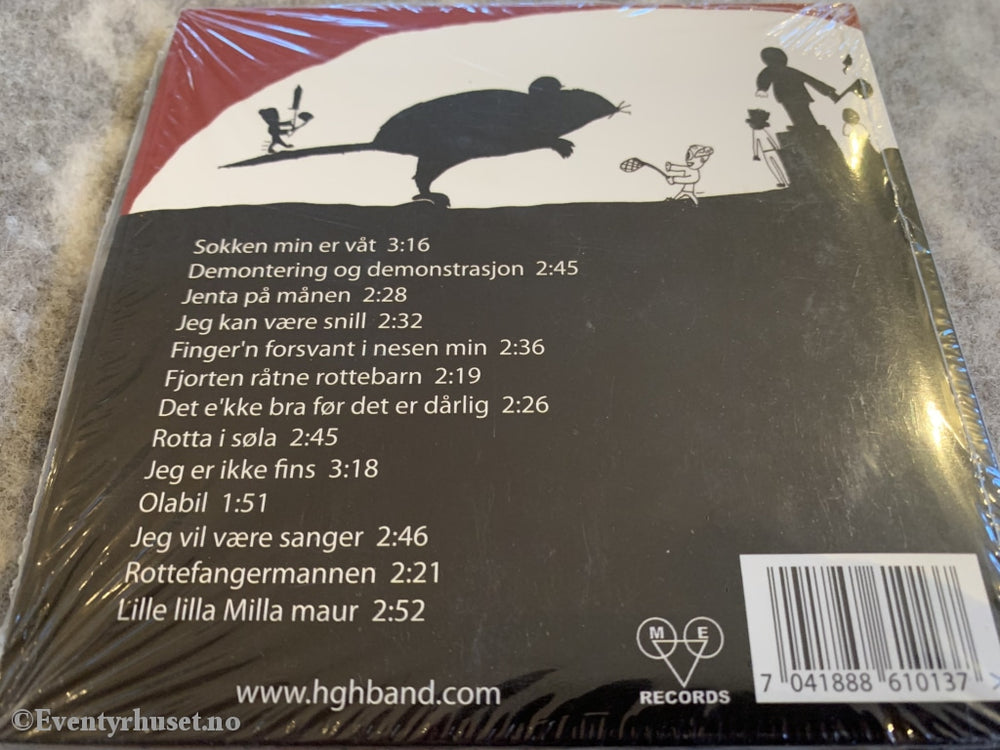 Sokken min er våt 3:16
Demontering og demonstrasjon 2:45
Jenta på månen 2:28
Jeg kan være snill 2:32
Finger'n forsvant i nesen min 2:36
Fjorten råtne rottebarn 2:19
Det e'kke bra før det er dårlig 2:26
Rotta i søla 2:45
Jeg er ikke fins 3:18
Olabil 1:51
Jeg vil være sanger 2:46
Rottefangermannen 2:21
Lille lilla Milla maur 2:52
www.hghband.com
M E V
RECORDS
7 041888 610137 >
©Eventyrhuset.no